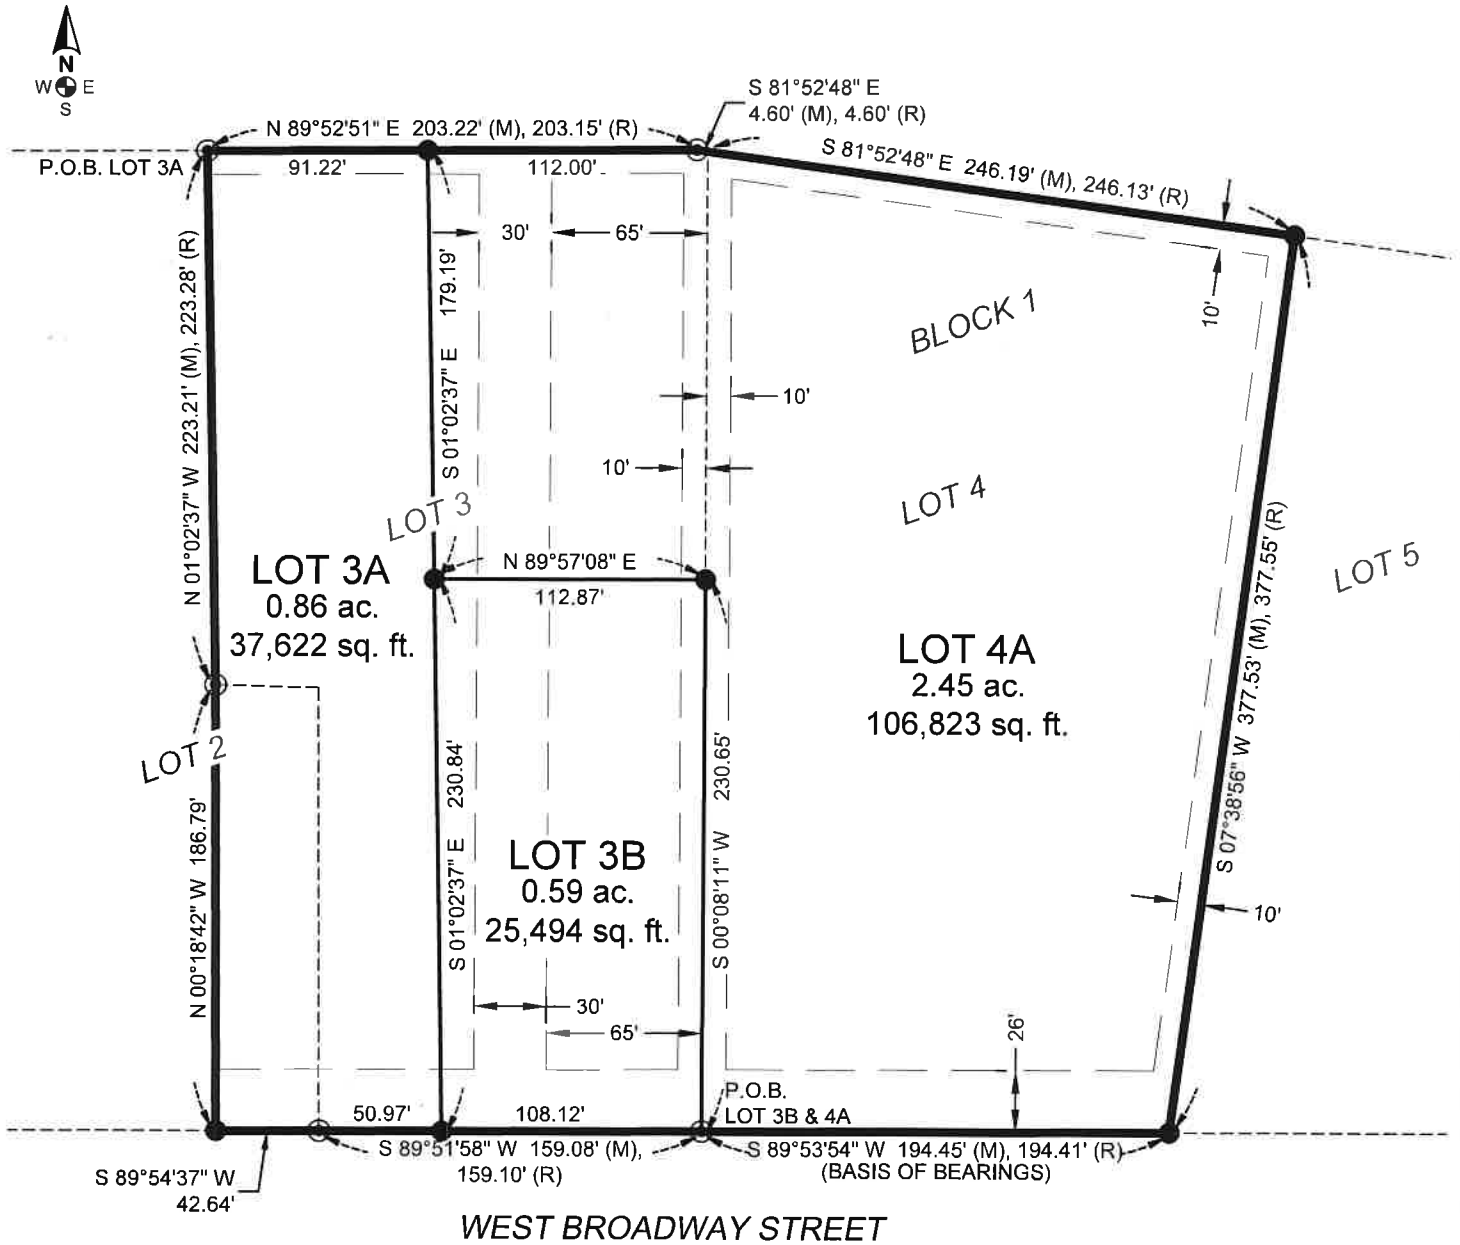 N
W E
S
S 81°52'48" E
4.60' (M), 4.60' (R)
N 89°52'51" E 203.22' (M), 203.15' (R)
S 81°52'48" E 246.19' (M), 246.13' (R)
P.O.B. LOT 3A
91.22'
112.00'
30'
65'
N 01°02'37" W 223.21' (M), 223.28' (R)
S 01°02'37" E 179.19'
10'
BLOCK 1
10'
10'
LOT 3
LOT 4
LOT 5
N 89°57'08" E
112.87'
LOT 3A
0.86 ac.
37,622 sq. ft.
LOT 4A
2.45 ac.
106,823 sq. ft.
S 07°38'56" W 377.53' (M), 377.55' (R)
LOT 2
N 00°18'42" W 186.79'
S 01°02'37" E 230.84'
S 00°08'11" W 230.65'
LOT 3B
0.59 ac.
25,494 sq. ft.
10'
30'
65'
26'
P.O.B.
LOT 3B & 4A
50.97'
108.12'
S 89°51'58" W 159.08' (M),
159.10' (R)
S 89°53'54" W 194.45' (M), 194.41' (R)
(BASIS OF BEARINGS)
S 89°54'37" W
42.64'
WEST BROADWAY STREET